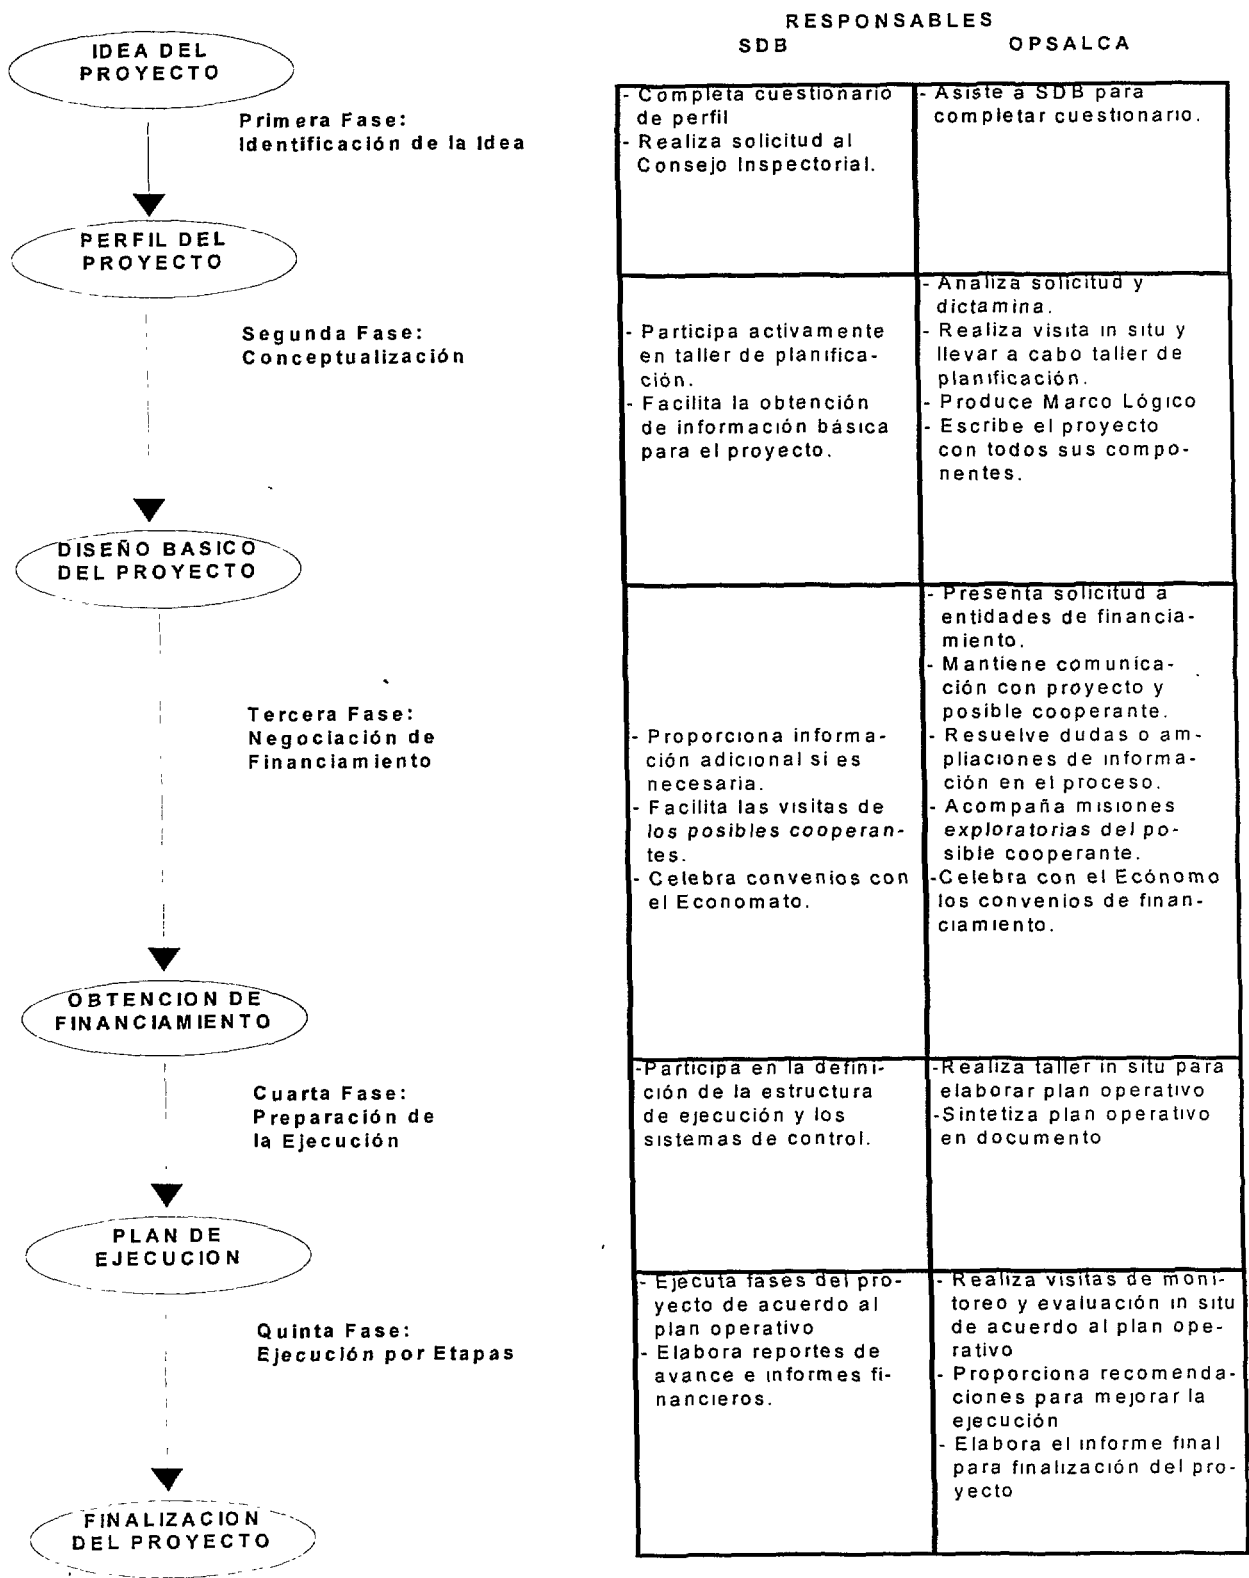 RESPONSABLES
SDB OPSALCA
IDEA DEL
PROYECTO
Primera Fase:
Identificación de la Idea
- Completa cuestionario
de perfil
- Realiza solicitud al
Consejo Inspectorial.
- Asiste a SDB para
completar cuestionario.
PERFIL DEL
PROYECTO
Segunda Fase:
Conceptualización
- Participa activamente
en taller de planifica-
ción.
- Facilita la obtención
de información básica
para el proyecto.
- Analiza solicitud y
dictamina.
- Realiza visita in situ y
llevar a cabo taller de
planificación.
- Produce Marco Lógico
- Escribe el proyecto
con todos sus compo-
nentes.
DISEÑO BASICO
DEL PROYECTO
Tercera Fase:
Negociación de
Financiamiento
- Proporciona informa-
ción adicional si es
necesaria.
- Facilita las visitas de
los posibles cooperan-
tes.
- Celebra convenios con
el Economato.
- Presenta solicitud a
entidades de financia-
miento.
- Mantiene comunica-
ción con proyecto y
posible cooperante.
- Resuelve dudas o am-
pliaciones de informa-
ción en el proceso.
- Acompaña misiones
exploratorias del po-
sible cooperante.
-Celebra con el Ecónomo
los convenios de finan-
ciamiento.
OBTENCION DE
FINANCIAMIENTO
Cuarta Fase:
Preparación de
la Ejecución
-Participa en la defini-
ción de la estructura
de ejecución y los
sistemas de control.
-Realiza taller in situ para
elaborar plan operativo
-Sintetiza plan operativo
en documento
PLAN DE
EJECUCION
Quinta Fase:
Ejecución por Etapas
- Ejecuta fases del pro-
yecto de acuerdo al
plan operativo
- Elabora reportes de
avance e informes fi-
nancieros.
- Realiza visitas de moni-
toreo y evaluación in situ
de acuerdo al plan ope-
rativo
- Proporciona recomenda-
ciones para mejorar la
ejecución
- Elabora el informe final
para finalización del pro-
yecto
FINALIZACION
DEL PROYECTO